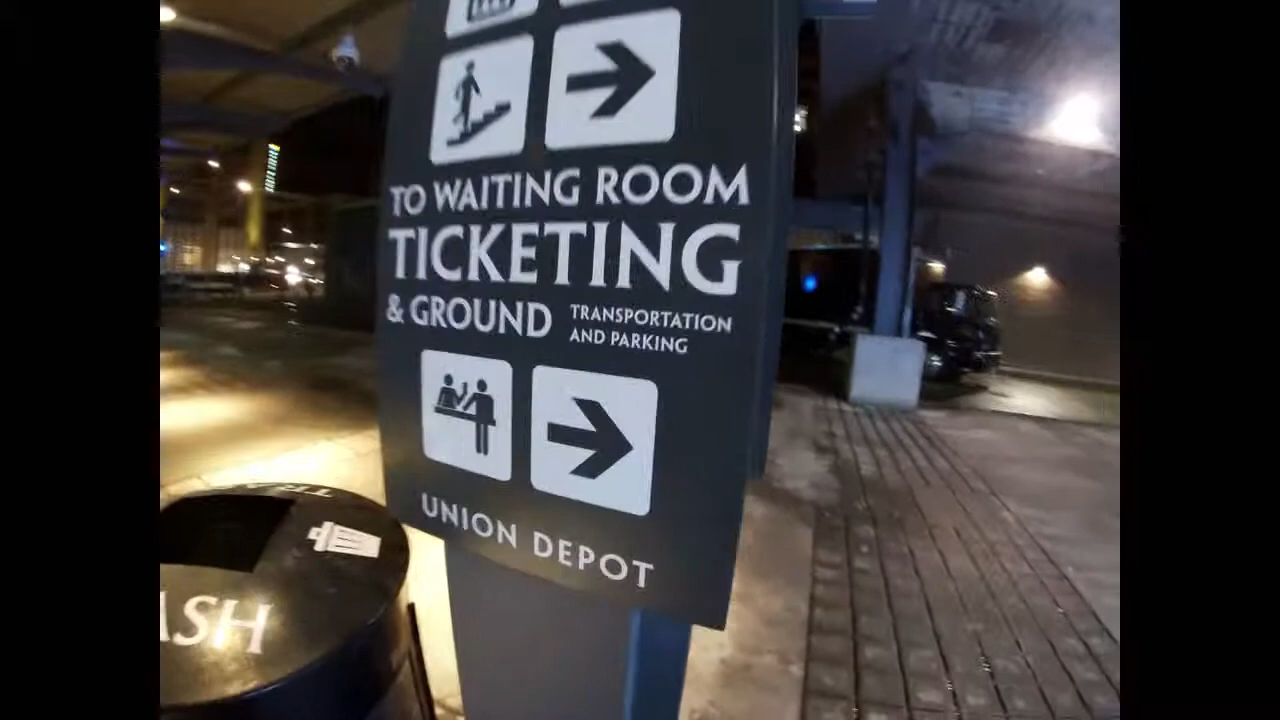 TO WAITING ROOM
TICKETING
& GROUND TRANSPORTATION
AND PARKING
UNION DEPOT
ASH